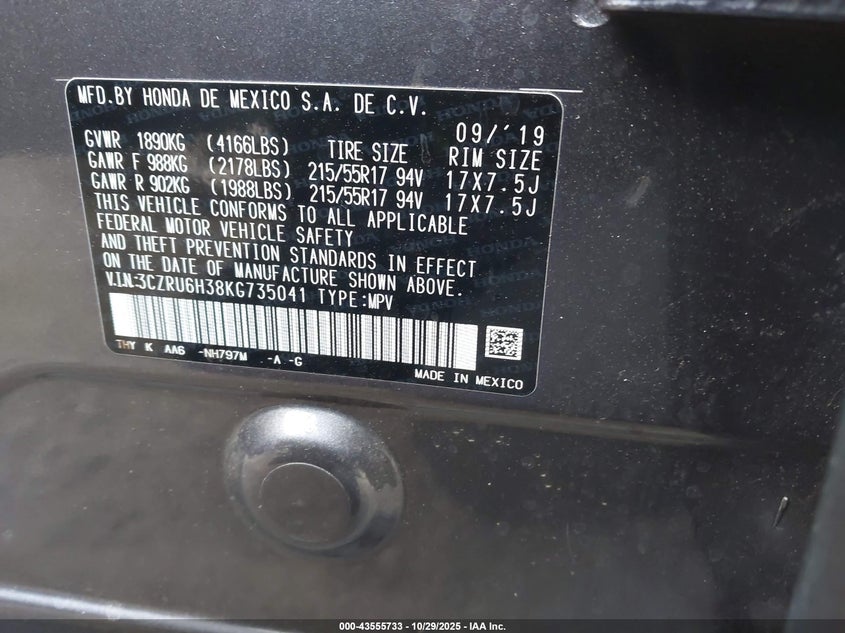 MFD.BY HONDA DE MEXICO S.A. DE C.V.
09/'19
GVWR 1890KG (4166LBS) TIRE SIZE RIM SIZE
GAWR F 988KG (2178LBS) 215/55R17 94V 17X7.5J
GAWR R 902KG (1988LBS) 215/55R17 94V 17X7.5J
THIS VEHICLE CONFORMS TO ALL APPLICABLE
FEDERAL MOTOR VEHICLE SAFETY
AND THEFT PREVENTION STANDARDS IN EFFECT
ON THE DATE OF MANUFACTURE SHOWN ABOVE.
V.I.N:3CZRU6H38KG735041 TYPE:MPV
THY K AA6 -NH797M -A -G
MADE IN MEXICO
000-43555733 | 10/29/2025 | IAA Inc.